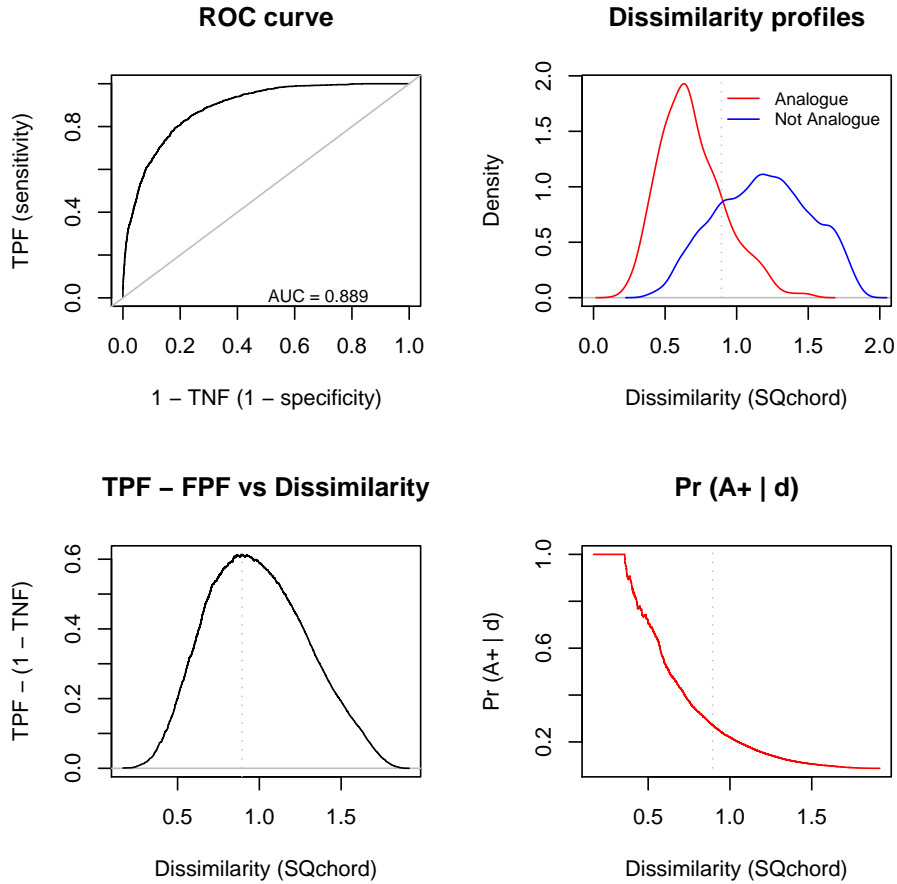 ROC curve
TPF (sensitivity)
0.0
0.4
0.8
AUC = 0.889
0.0 0.2 0.4 0.6 0.8 1.0
1 − TNF (1 − specificity)
Dissimilarity profiles
Density
0.0
0.5
1.0
1.5
2.0
Analogue
Not Analogue
0.0 0.5 1.0 1.5 2.0
Dissimilarity (SQchord)
TPF − FPF vs Dissimilarity
TPF − (1 − TNF)
0.0
0.2
0.4
0.6
0.5 1.0 1.5
Dissimilarity (SQchord)
Pr (A+ | d)
Pr (A+ | d)
0.2
0.6
1.0
0.5 1.0 1.5
Dissimilarity (SQchord)